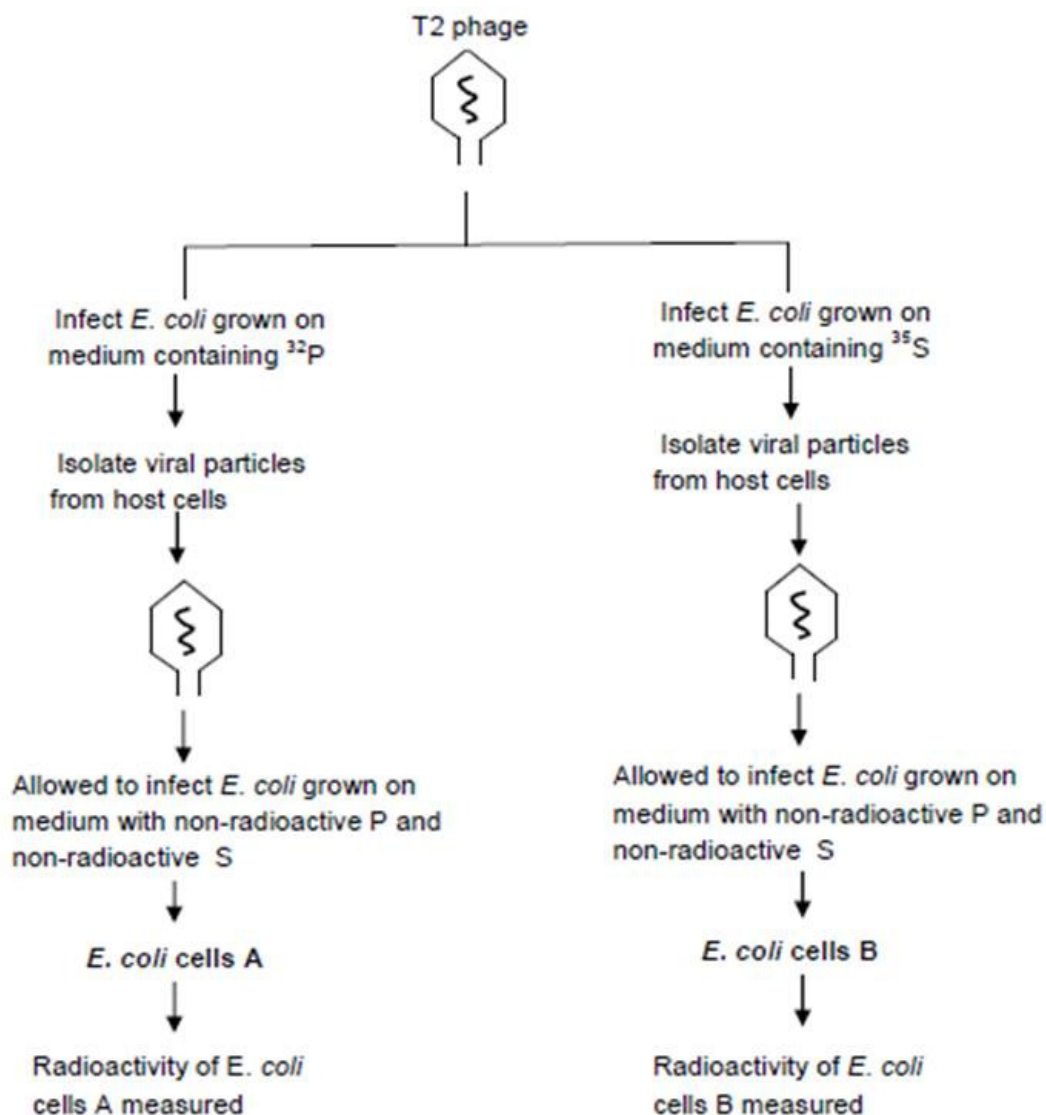 T2 phage
Infect E. coli grown on
medium containing ³²P
Isolate viral particles
from host cells
Allowed to infect E. coli grown on
medium with non-radioactive P and
non-radioactive S
E. coli cells A
Radioactivity of E. coli
cells A measured
Infect E. coli grown on
medium containing ³⁵S
Isolate viral particles
from host cells
Allowed to infect E. coli grown on
medium with non-radioactive P and
non-radioactive S
E. coli cells B
Radioactivity of E. coli
cells B measured